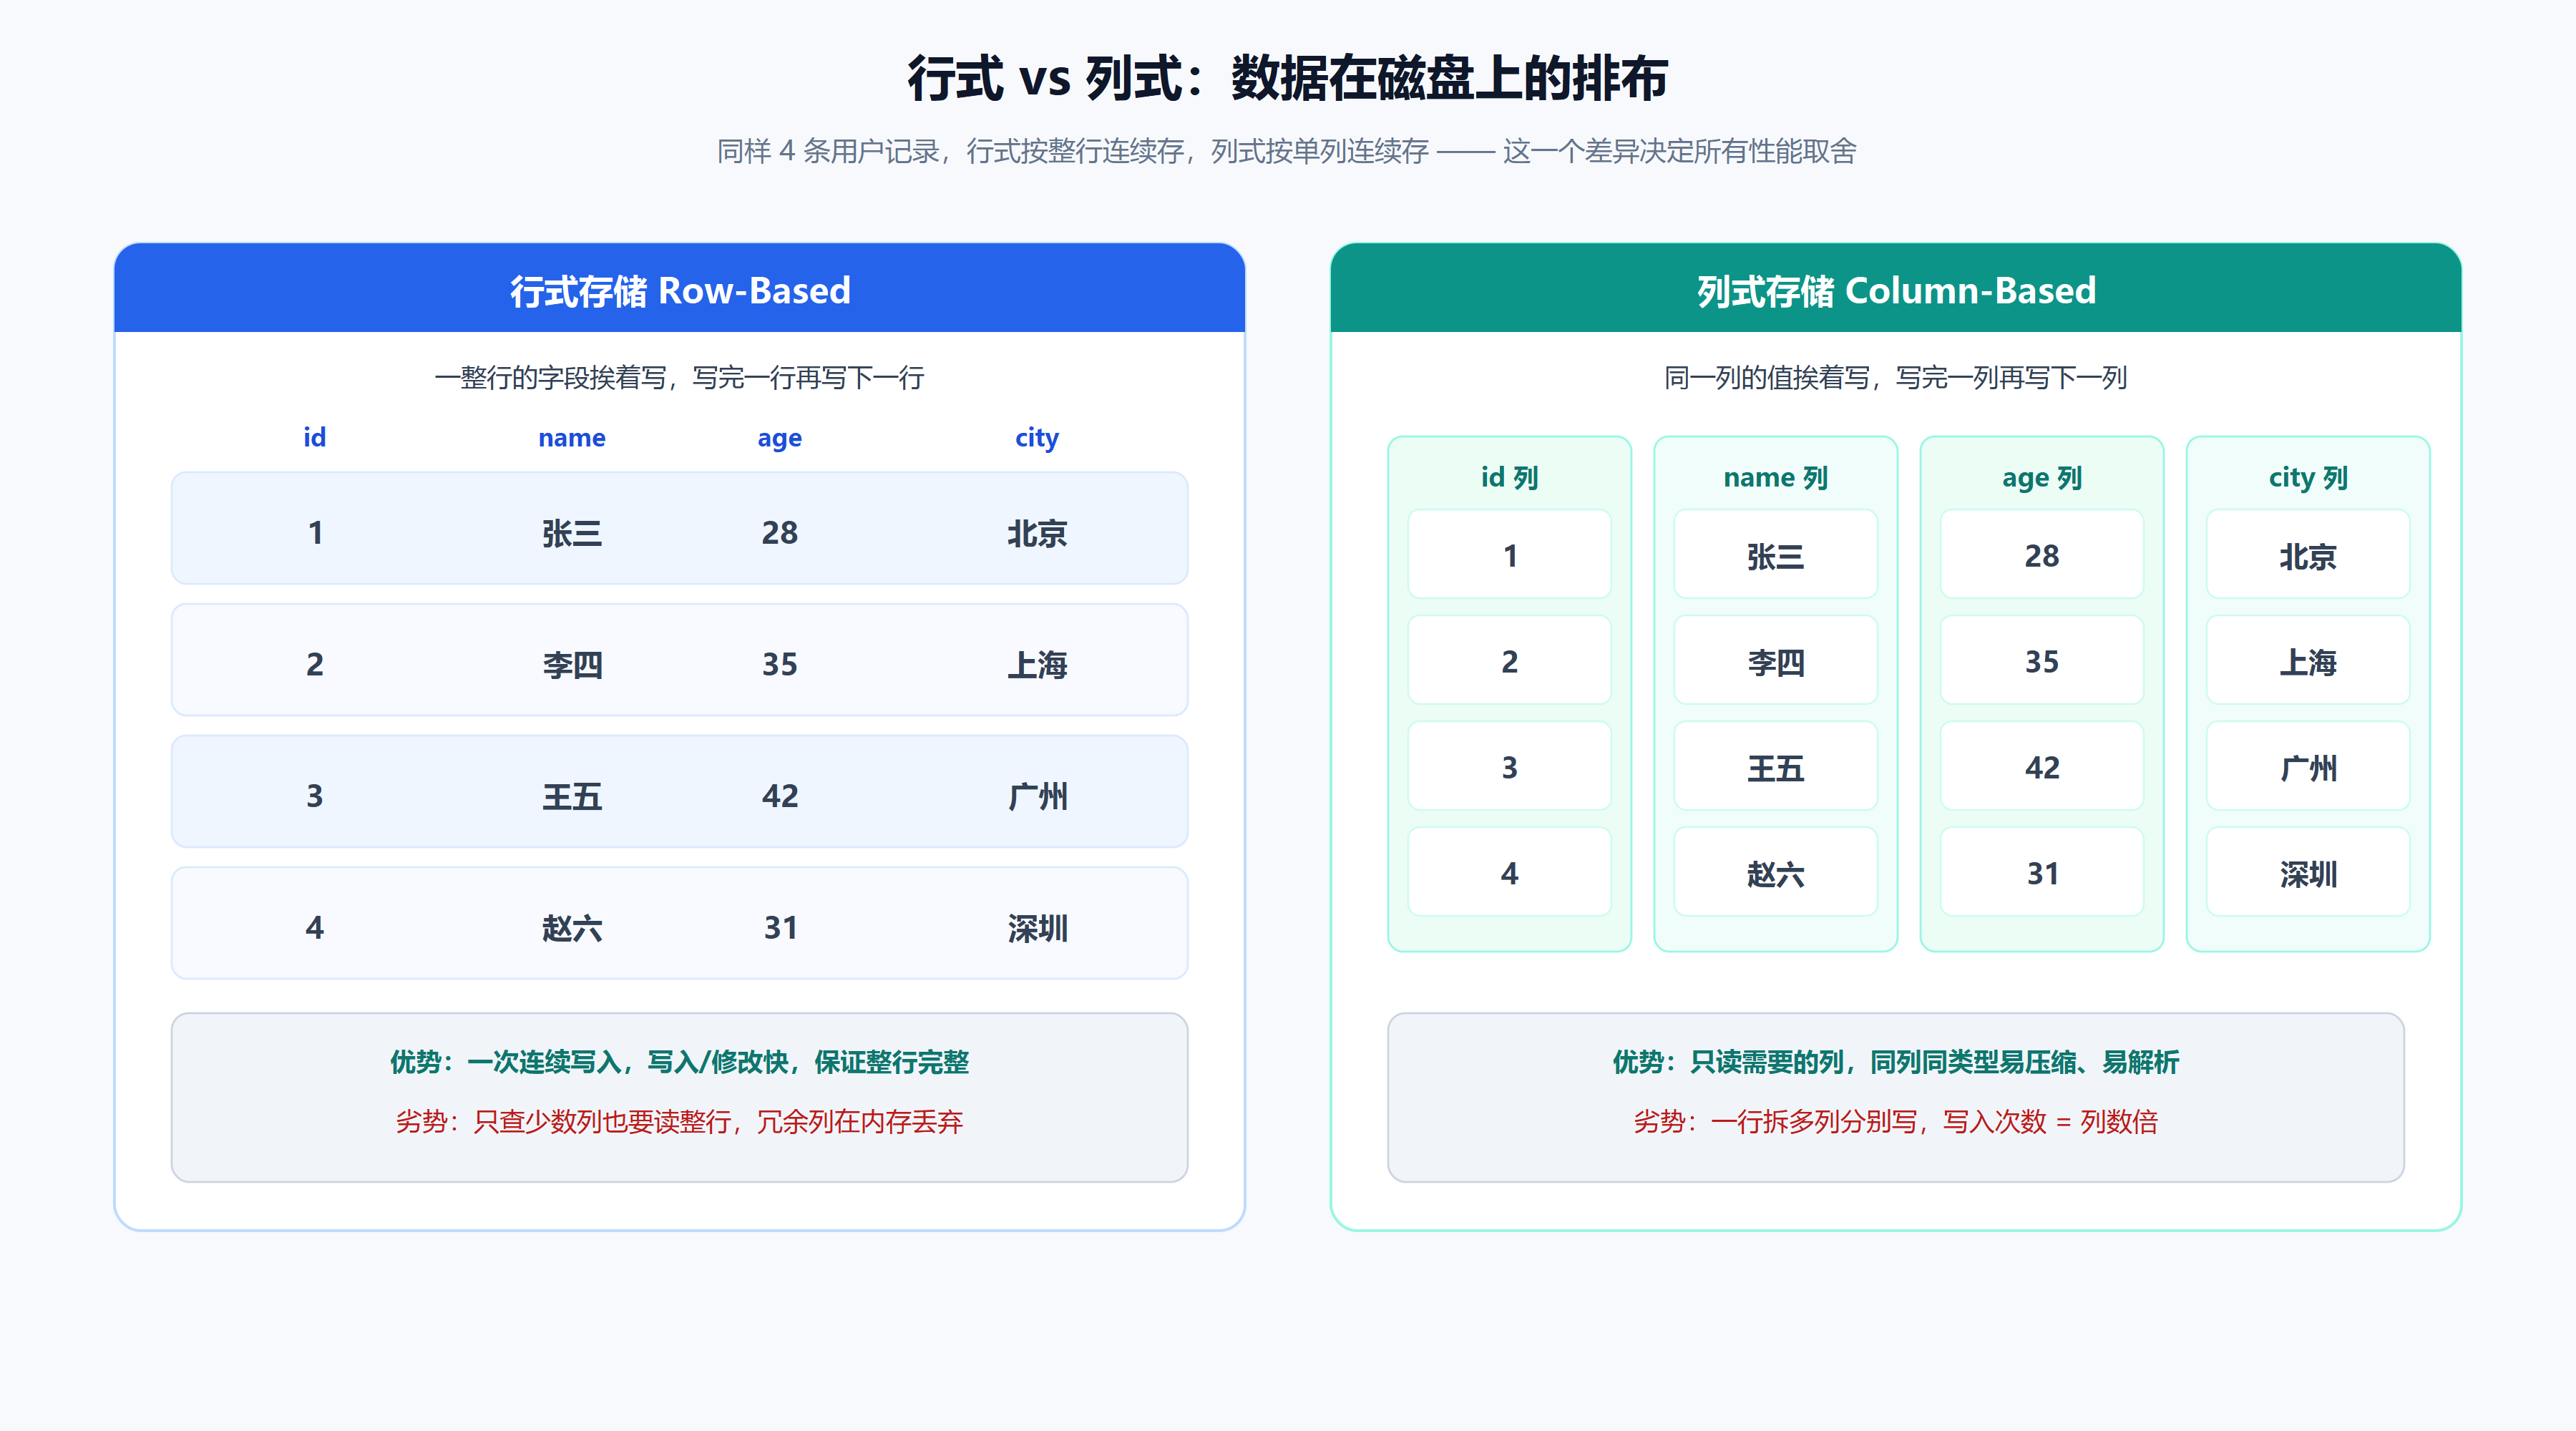 行式 vs 列式：数据在磁盘上的排布
同样 4 条用户记录，行式按整行连续存，列式按单列连续存 —— 这一个差异决定所有性能取舍
行式存储 Row-Based
一整行的字段挨着写，写完一行再写下一行
id name age city
1 张三 28 北京
2 李四 35 上海
3 王五 42 广州
4 赵六 31 深圳
优势：一次连续写入，写入/修改快，保证整行完整
劣势：只查少数列也要读整行，冗余列在内存丢弃
列式存储 Column-Based
同一列的值挨着写，写完一列再写下一列
id 列
1
2
3
4
name 列
张三
李四
王五
赵六
age 列
28
35
42
31
city 列
北京
上海
广州
深圳
优势：只读需要的列，同列同类型易压缩、易解析
劣势：一行拆多列分别写，写入次数 = 列数倍